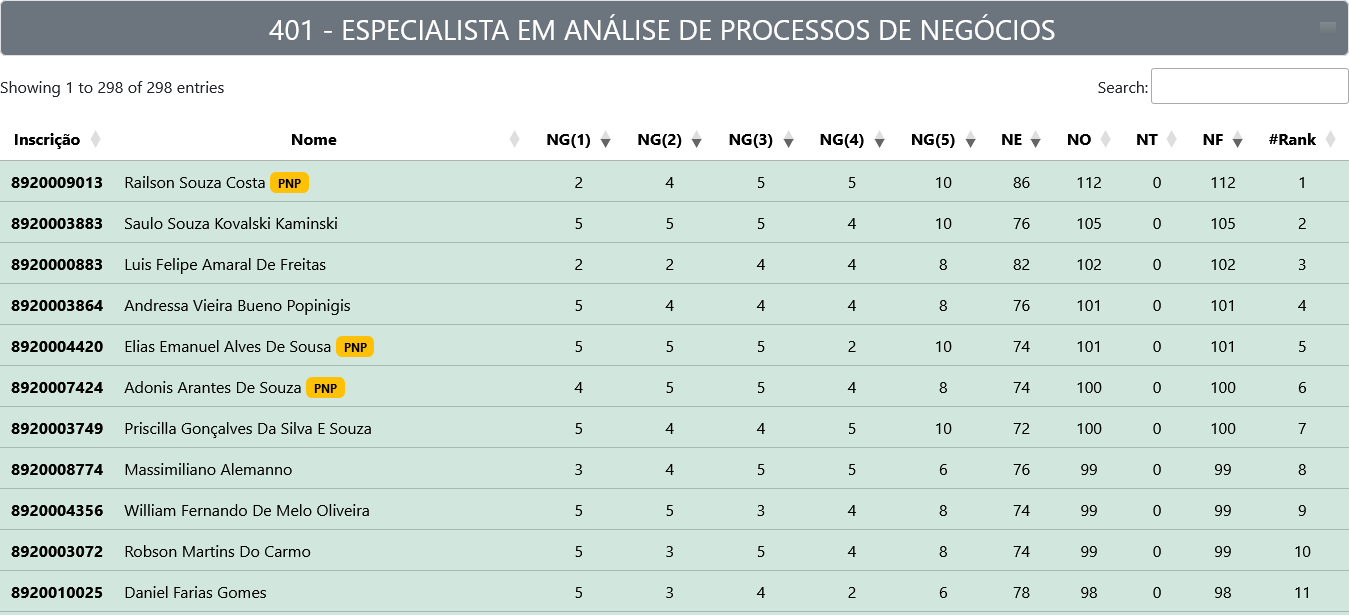 401 - ESPECIALISTA EM ANÁLISE DE PROCESSOS DE NEGÓCIOS
Showing 1 to 298 of 298 entries Search:
Inscrição Nome NG(1) NG(2) NG(3) NG(4) NG(5) NE NO NT NF #Rank
8920009013 Railson Souza Costa PNP 2 4 5 5 10 86 112 0 112 1
8920003883 Saulo Souza Kovalski Kaminski 5 5 5 4 10 76 105 0 105 2
8920000883 Luis Felipe Amaral De Freitas 2 2 4 4 8 82 102 0 102 3
8920003864 Andressa Vieira Bueno Popinigis 5 4 4 4 8 76 101 0 101 4
8920004420 Elias Emanuel Alves De Sousa PNP 5 5 5 2 10 74 101 0 101 5
8920007424 Adonis Arantes De Souza PNP 4 5 5 4 8 74 100 0 100 6
8920003749 Priscilla Gonçalves Da Silva E Souza 5 4 4 5 10 72 100 0 100 7
8920008774 Massimiliano Alemanno 3 4 5 5 6 76 99 0 99 8
8920004356 William Fernando De Melo Oliveira 5 5 3 4 8 74 99 0 99 9
8920003072 Robson Martins Do Carmo 5 3 5 4 8 74 99 0 99 10
8920010025 Daniel Farias Gomes 5 3 4 2 6 78 98 0 98 11